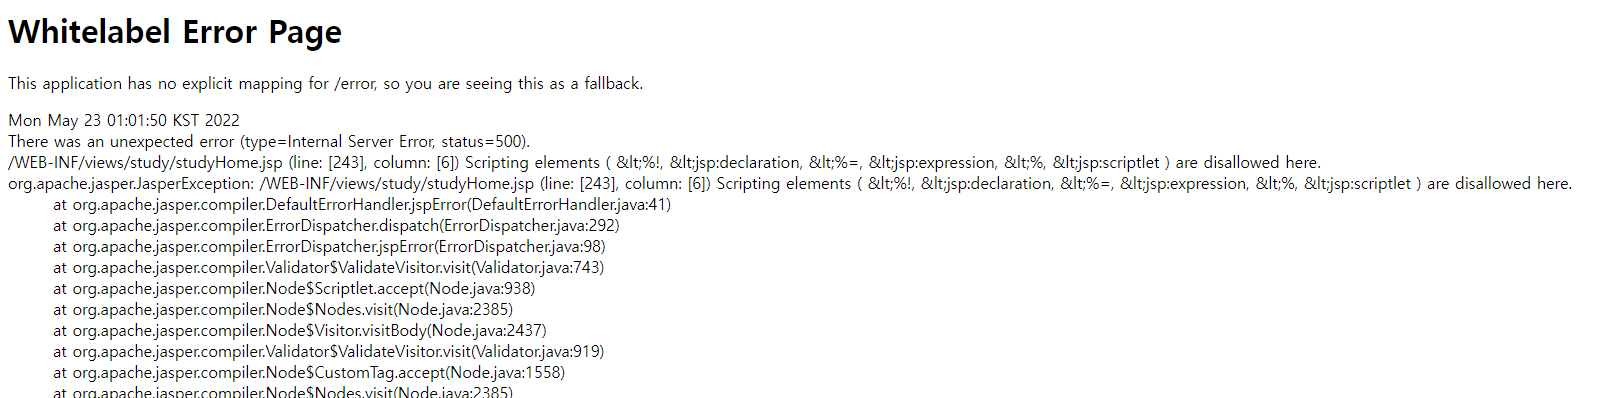 Whitelabel Error Page
This application has no explicit mapping for /error, so you are seeing this as a fallback.
Mon May 23 01:01:50 KST 2022
There was an unexpected error (type=Internal Server Error, status=500).
/WEB-INF/views/study/studyHome.jsp (line: [243], column: [6]) Scripting elements ( &lt;%!, &lt;jsp:declaration, &lt;%=, &lt;jsp:expression, &lt;%, &lt;jsp:scriptlet ) are disallowed here.
org.apache.jasper.JasperException: /WEB-INF/views/study/studyHome.jsp (line: [243], column: [6]) Scripting elements ( &lt;%!, &lt;jsp:declaration, &lt;%=, &lt;jsp:expression, &lt;%, &lt;jsp:scriptlet ) are disallowed here.
at org.apache.jasper.compiler.DefaultErrorHandler.jspError(DefaultErrorHandler.java:41)
at org.apache.jasper.compiler.ErrorDispatcher.dispatch(ErrorDispatcher.java:292)
at org.apache.jasper.compiler.ErrorDispatcher.jspError(ErrorDispatcher.java:98)
at org.apache.jasper.compiler.Validator$ValidateVisitor.visit(Validator.java:743)
at org.apache.jasper.compiler.Node$Scriptlet.accept(Node.java:938)
at org.apache.jasper.compiler.Node$Nodes.visit(Node.java:2385)
at org.apache.jasper.compiler.Node$Visitor.visitBody(Node.java:2437)
at org.apache.jasper.compiler.Validator$ValidateVisitor.visit(Validator.java:919)
at org.apache.jasper.compiler.Node$CustomTag.accept(Node.java:1558)
at org.apache.jasper.compiler.Node$Nodes.visit(Node.java:2385)